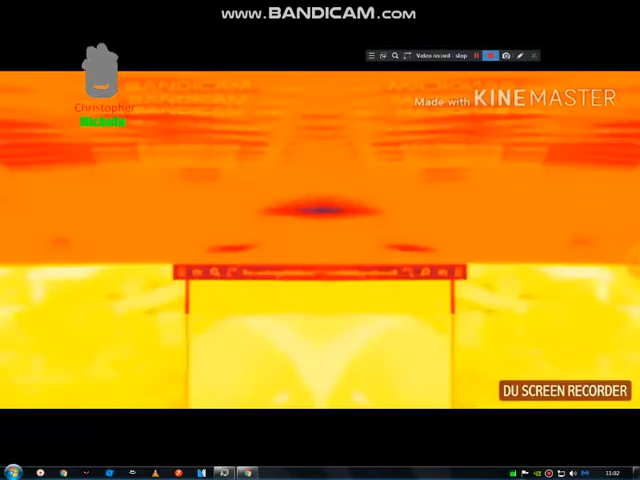 WWW.BANDICAM.COM
Video record - stop
Made with KINEMASTER
Christopher
DU SCREEN RECORDER
11:02